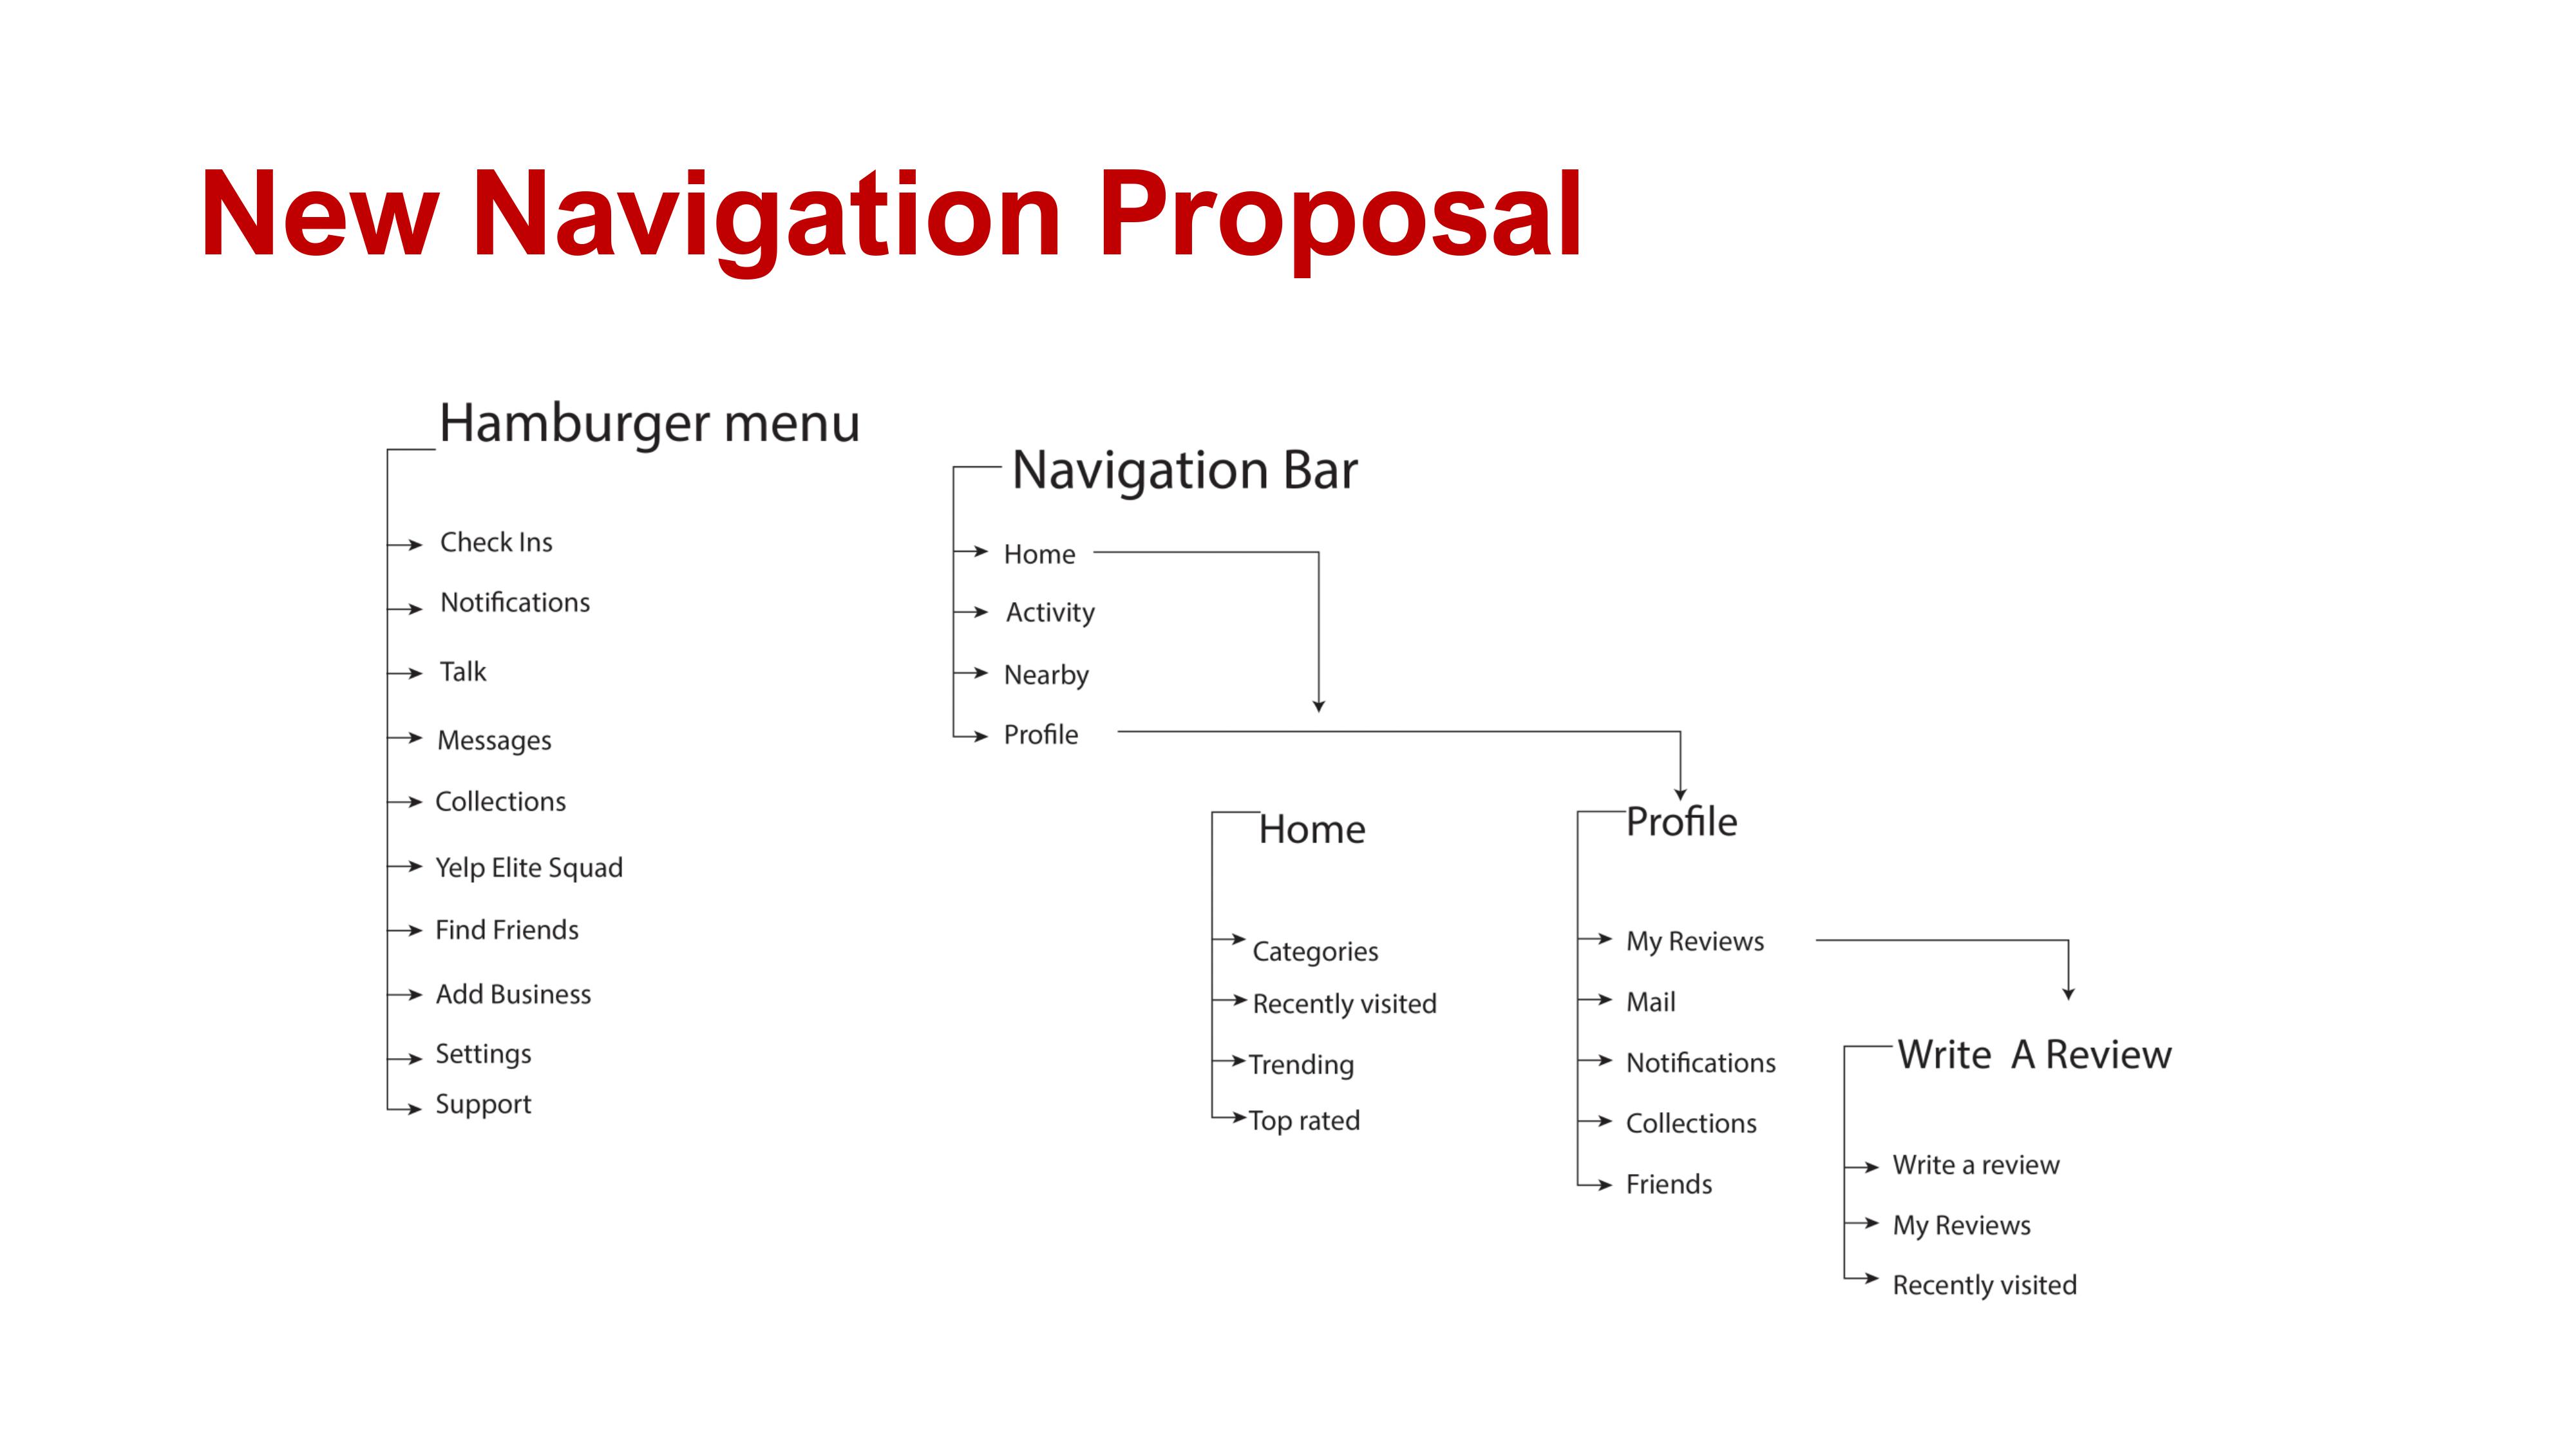 New Navigation Proposal
Hamburger menu
Check Ins
Notifications
Talk
Messages
Collections
Yelp Elite Squad
Find Friends
Add Business
Settings
Support
Navigation Bar
Home
Activity
Nearby
Profile
Home
Categories
Recently visited
Trending
Top rated
Profile
My Reviews
Mail
Notifications
Collections
Friends
Write A Review
Write a review
My Reviews
Recently visited